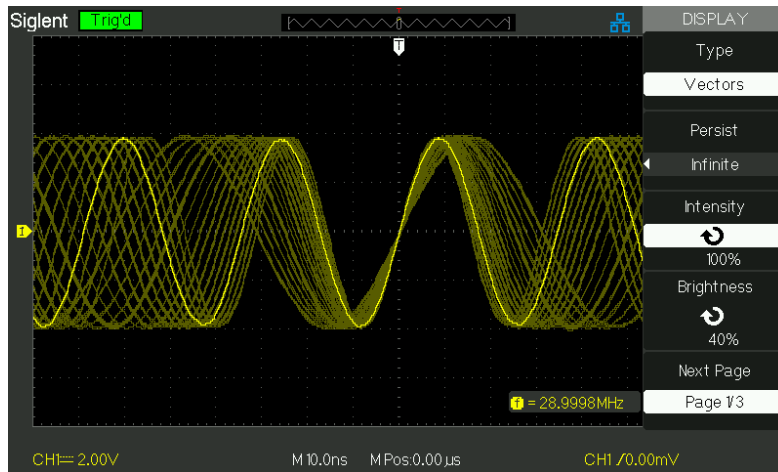 Siglent Trig'd T DISPLAY
T
Type
Vectors
Persist
Infinite
Intensity
100%
Brightness
40%
Next Page
f = 28.9998MHz Page 1/3
CH1 2.00V M 10.0ns M Pos:0.00µs CH1 /0.00mV